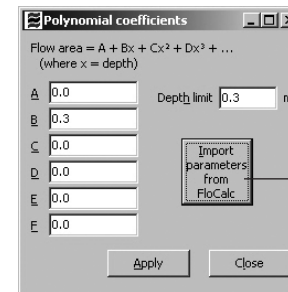 Polynomial coefficients
Flow area = A + Bx + Cx² + Dx³ + ...
(where x = depth)
A 0.0
Depth limit 0.3 m
B 0.3
C 0.0
D 0.0
E 0.0
F 0.0
Import
parameters
from
FloCalc
Apply Close